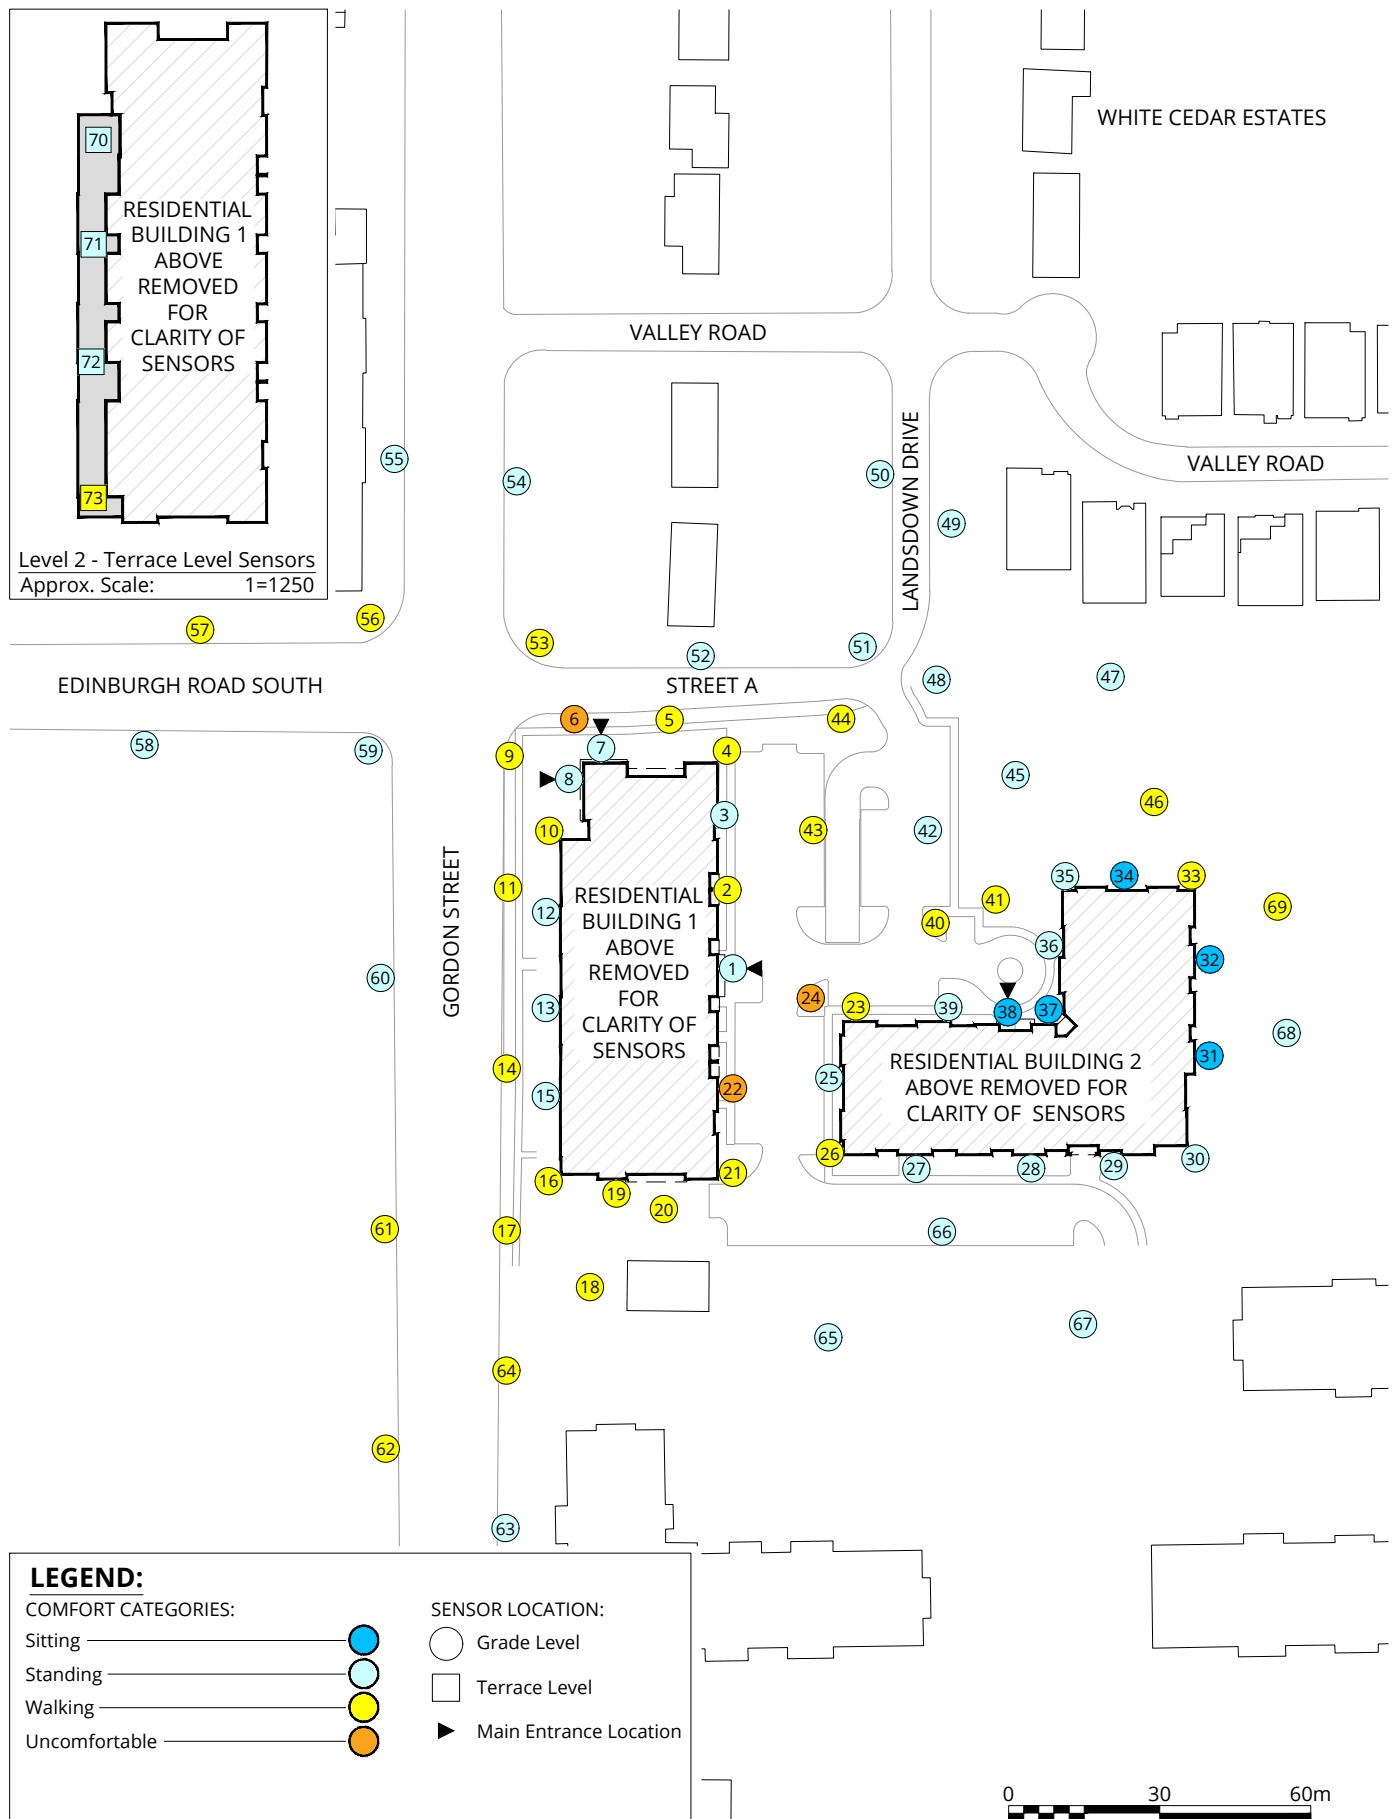 70
RESIDENTIAL
BUILDING 1
ABOVE
REMOVED
FOR
CLARITY OF
SENSORS
71
72
73
Level 2 - Terrace Level Sensors
Approx. Scale: 1=1250
WHITE CEDAR ESTATES
VALLEY ROAD
LANDSDOWN DRIVE
VALLEY ROAD
55
54
50
49
57
56
53
52
51
EDINBURGH ROAD SOUTH
STREET A
48
47
58
59
6
5
44
9
7
4
8
45
46
10
3
43
42
GORDON STREET
11
12
RESIDENTIAL
BUILDING 1
ABOVE
REMOVED
FOR
CLARITY OF
SENSORS
2
35
34
33
41
40
69
36
32
60
1
13
24
23
39
38
37
68
14
15
22
25
RESIDENTIAL BUILDING 2
ABOVE REMOVED FOR
CLARITY OF SENSORS
31
16
19
20
21
26
27
28
29
30
61
17
66
18
65
67
64
62
63
LEGEND:
COMFORT CATEGORIES:
Sitting
Standing
Walking
Uncomfortable
SENSOR LOCATION:
Grade Level
Terrace Level
Main Entrance Location
0 30 60m